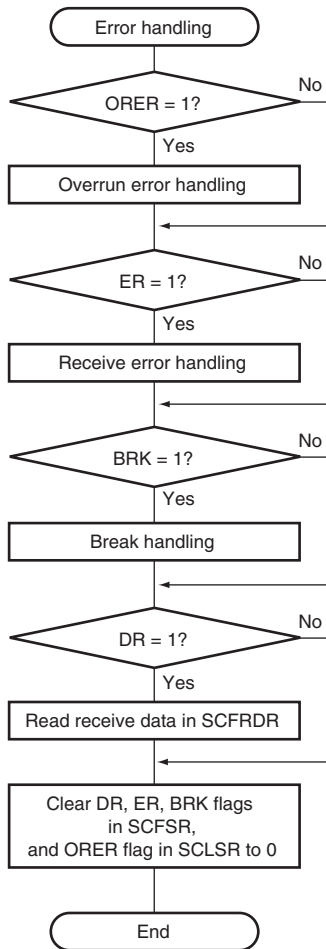 Error handling
ORER = 1?
No
Yes
Overrun error handling
ER = 1?
No
Yes
Receive error handling
BRK = 1?
No
Yes
Break handling
DR = 1?
No
Yes
Read receive data in SCFRDR
Clear DR, ER, BRK flags
in SCFSR,
and ORER flag in SCLSR to 0
End